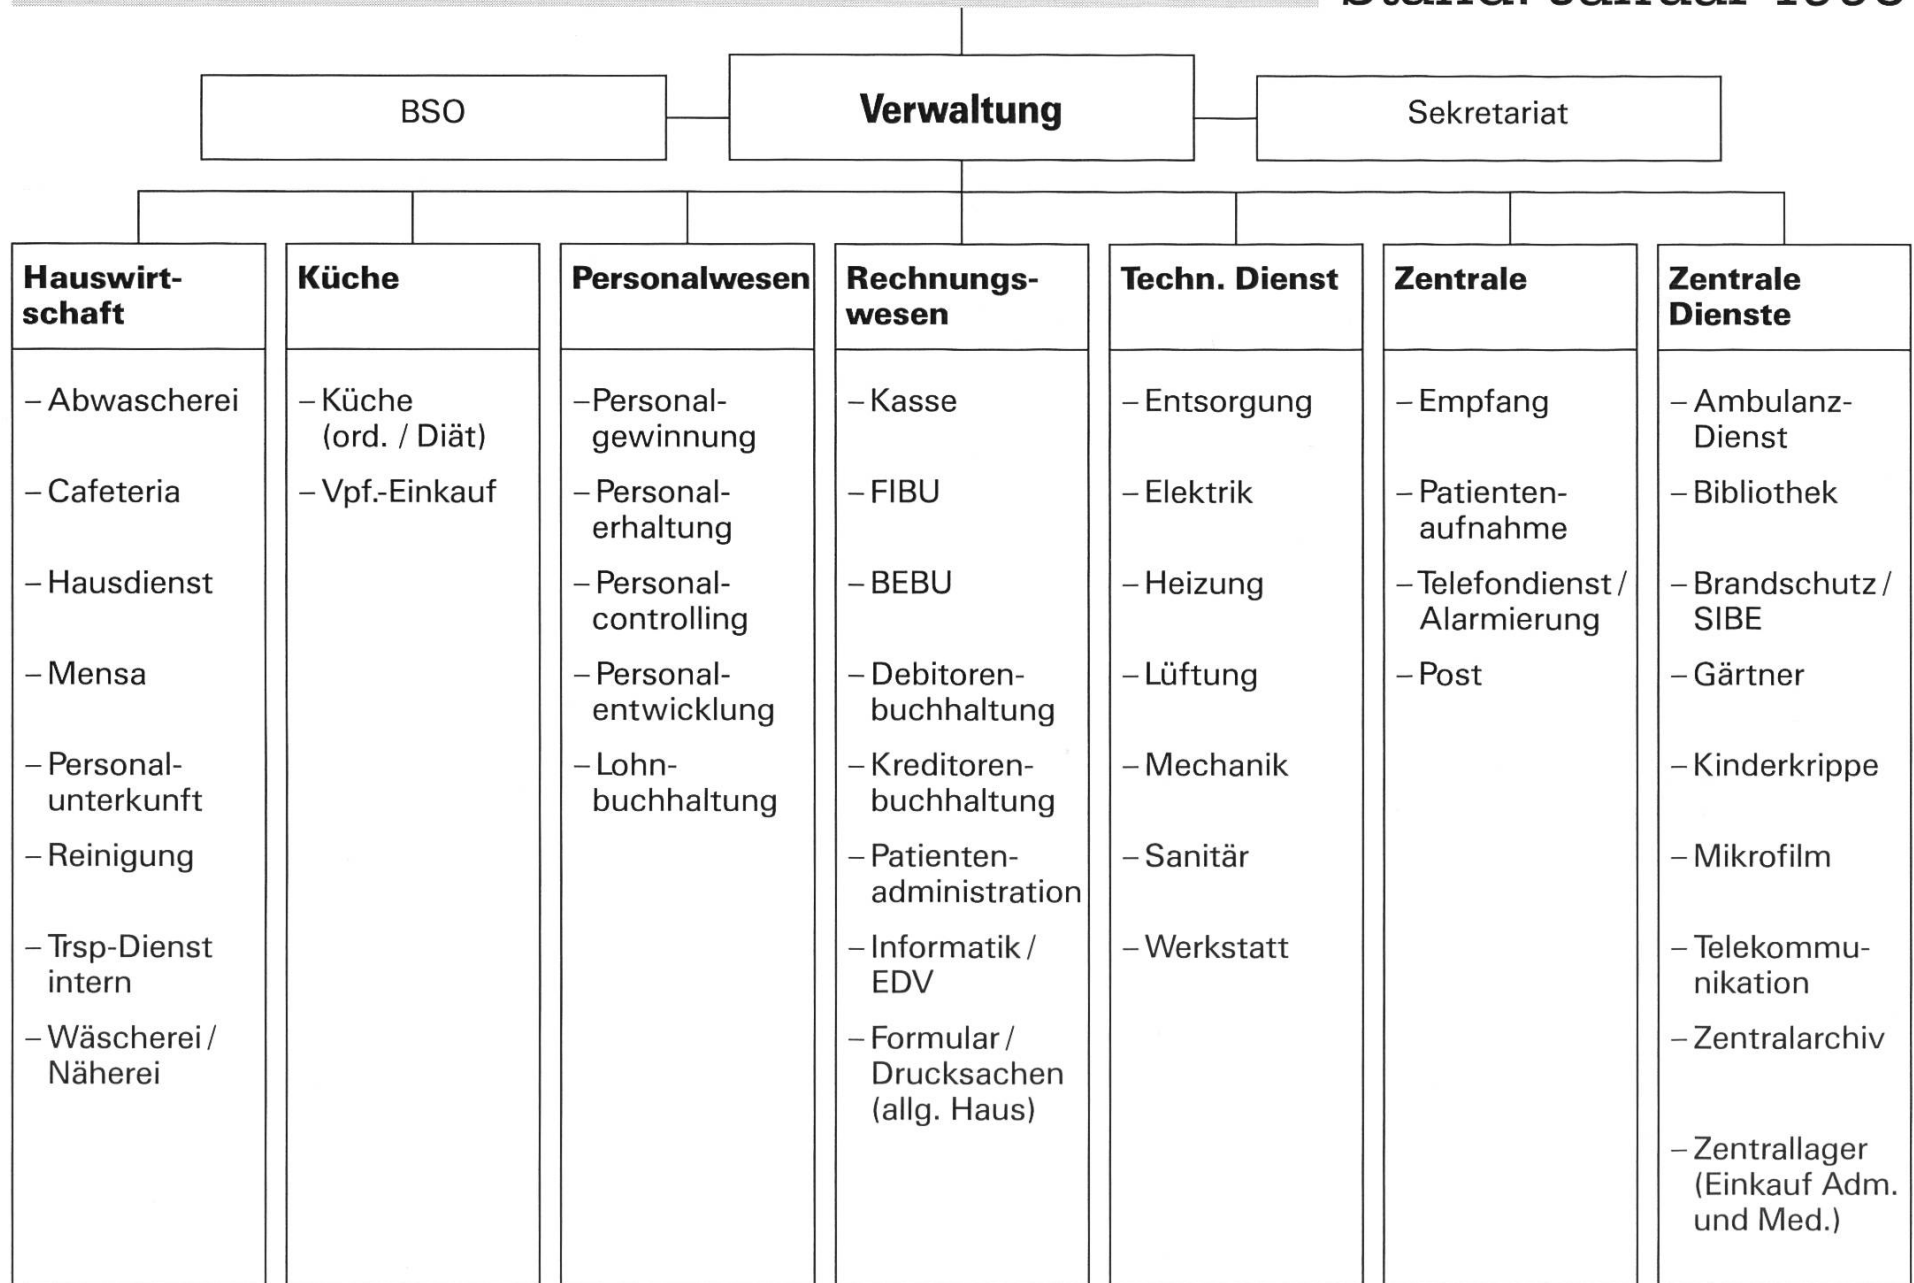 BSO
Verwaltung
Sekretariat
Hauswirt-
schaft
– Abwascherei
– Cafeteria
– Hausdienst
– Mensa
– Personal-
unterkunft
– Reinigung
– Trsp-Dienst
intern
– Wäscherei /
Näherei
Küche
– Küche
(ord. / Diät)
– Vpf.-Einkauf
Personalwesen
– Personal-
gewinnung
– Personal-
erhaltung
– Personal-
controlling
– Personal-
entwicklung
– Lohn-
buchhaltung
Rechnungs-
wesen
– Kasse
– FIBU
– BEBU
– Debitoren-
buchhaltung
– Kreditoren-
buchhaltung
– Patienten-
administration
– Informatik /
EDV
– Formular /
Drucksachen
(allg. Haus)
Techn. Dienst
– Entsorgung
– Elektrik
– Heizung
– Lüftung
– Mechanik
– Sanitär
– Werkstatt
Zentrale
– Empfang
– Patienten-
aufnahme
– Telefondienst /
Alarmierung
– Post
Zentrale
Dienste
– Ambulanz-
Dienst
– Bibliothek
– Brandschutz /
SIBE
– Gärtner
– Kinderkrippe
– Mikrofilm
– Telekommu-
nikation
– Zentralarchiv
– Zentrallager
(Einkauf Adm.
und Med.)